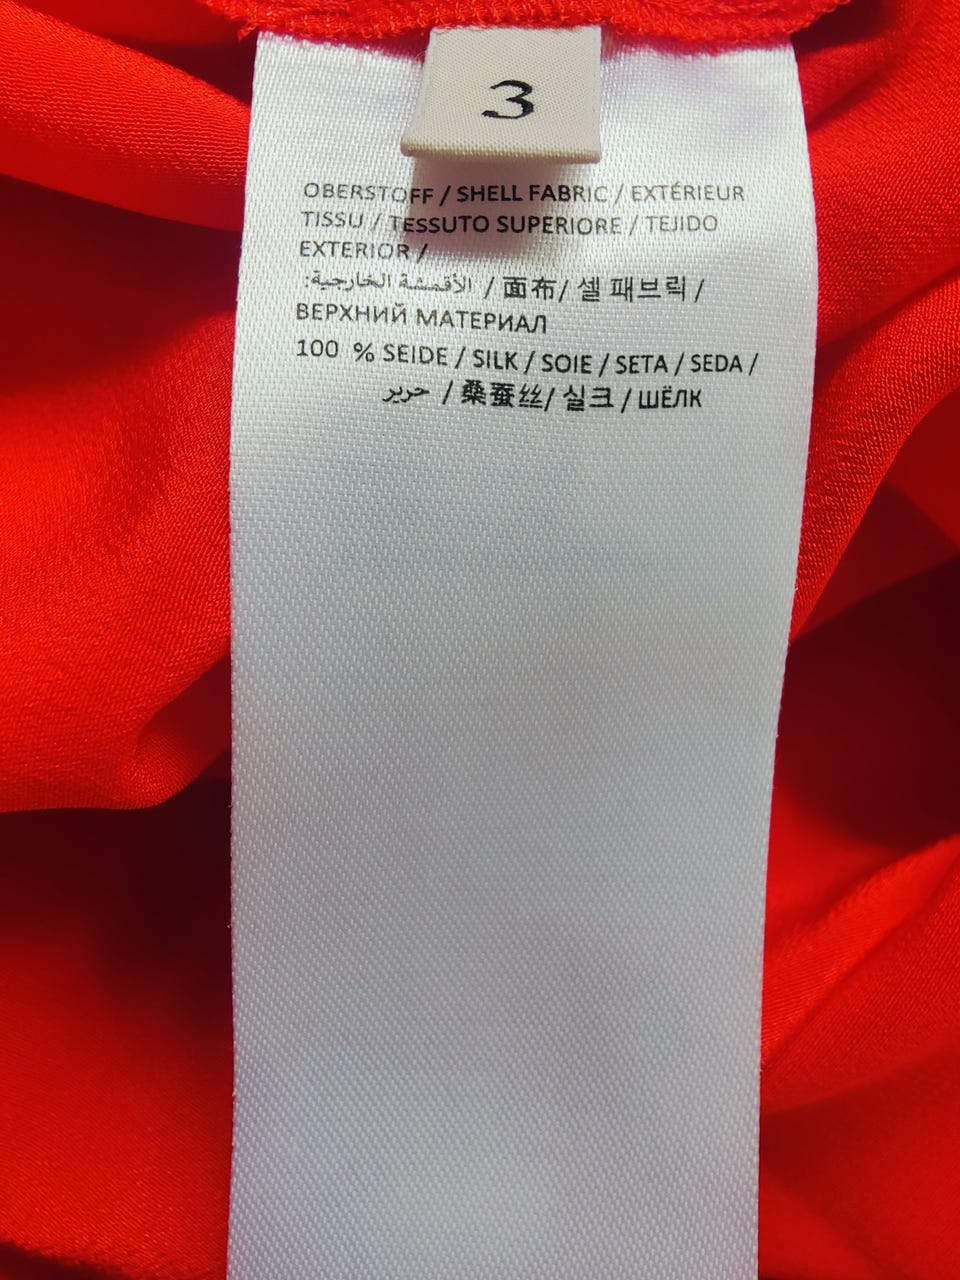 3
OBERSTOFF / SHELL FABRIC / EXTÉRIEUR
TISSU / TESSUTO SUPERIORE / TEJIDO
EXTERIOR /
الأقمشة الخارجية: / 面布/ 셀 패브릭 /
ВЕРХНИЙ МАТЕРИАЛ
100 % SEIDE / SILK / SOIE / SETA / SEDA /
حرير / 桑蚕丝/ 실크 / ШЁЛК